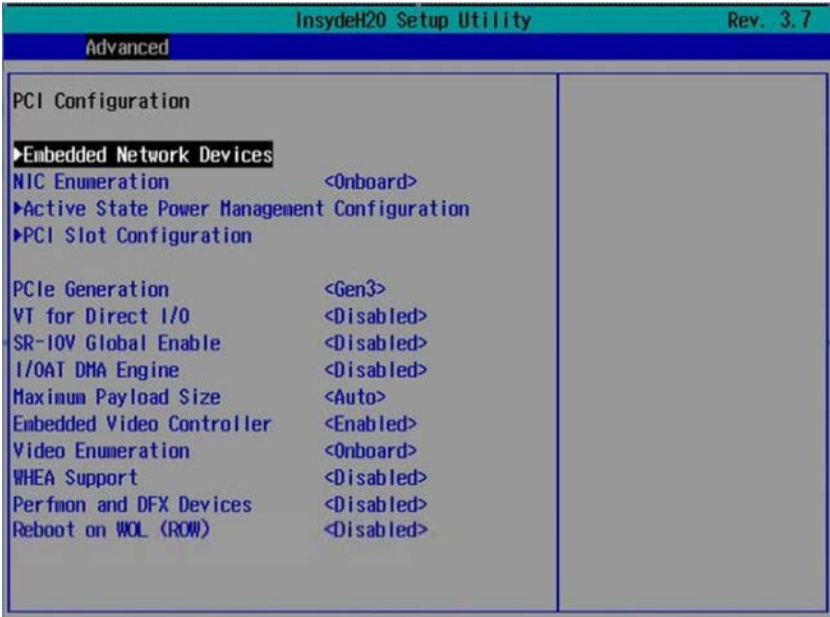 InsydeH20 Setup Utility Rev. 3.7
Advanced
PCI Configuration
▶Embedded Network Devices
NIC Enumeration <Onboard>
▶Active State Power Management Configuration
▶PCI Slot Configuration
PCIe Generation <Gen3>
VT for Direct I/O <Disabled>
SR-IOV Global Enable <Disabled>
I/OAT DMA Engine <Disabled>
Maximum Payload Size <Auto>
Embedded Video Controller <Enabled>
Video Enumeration <Onboard>
WHEA Support <Disabled>
Perfmon and DFX Devices <Disabled>
Reboot on WOL (ROW) <Disabled>